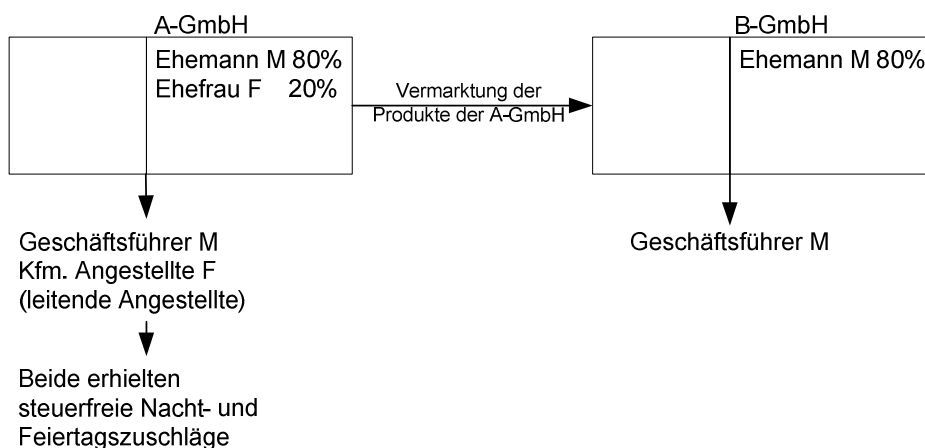 A-GmbH
Ehemann M 80%
Ehefrau F 20%
Vermarktung der
Produkte der A-GmbH
B-GmbH
Ehemann M 80%
Geschäftsführer M
Kfm. Angestellte F
(leitende Angestellte)
Geschäftsführer M
Beide erhielten
steuerfreie Nacht- und
Feiertagszuschläge